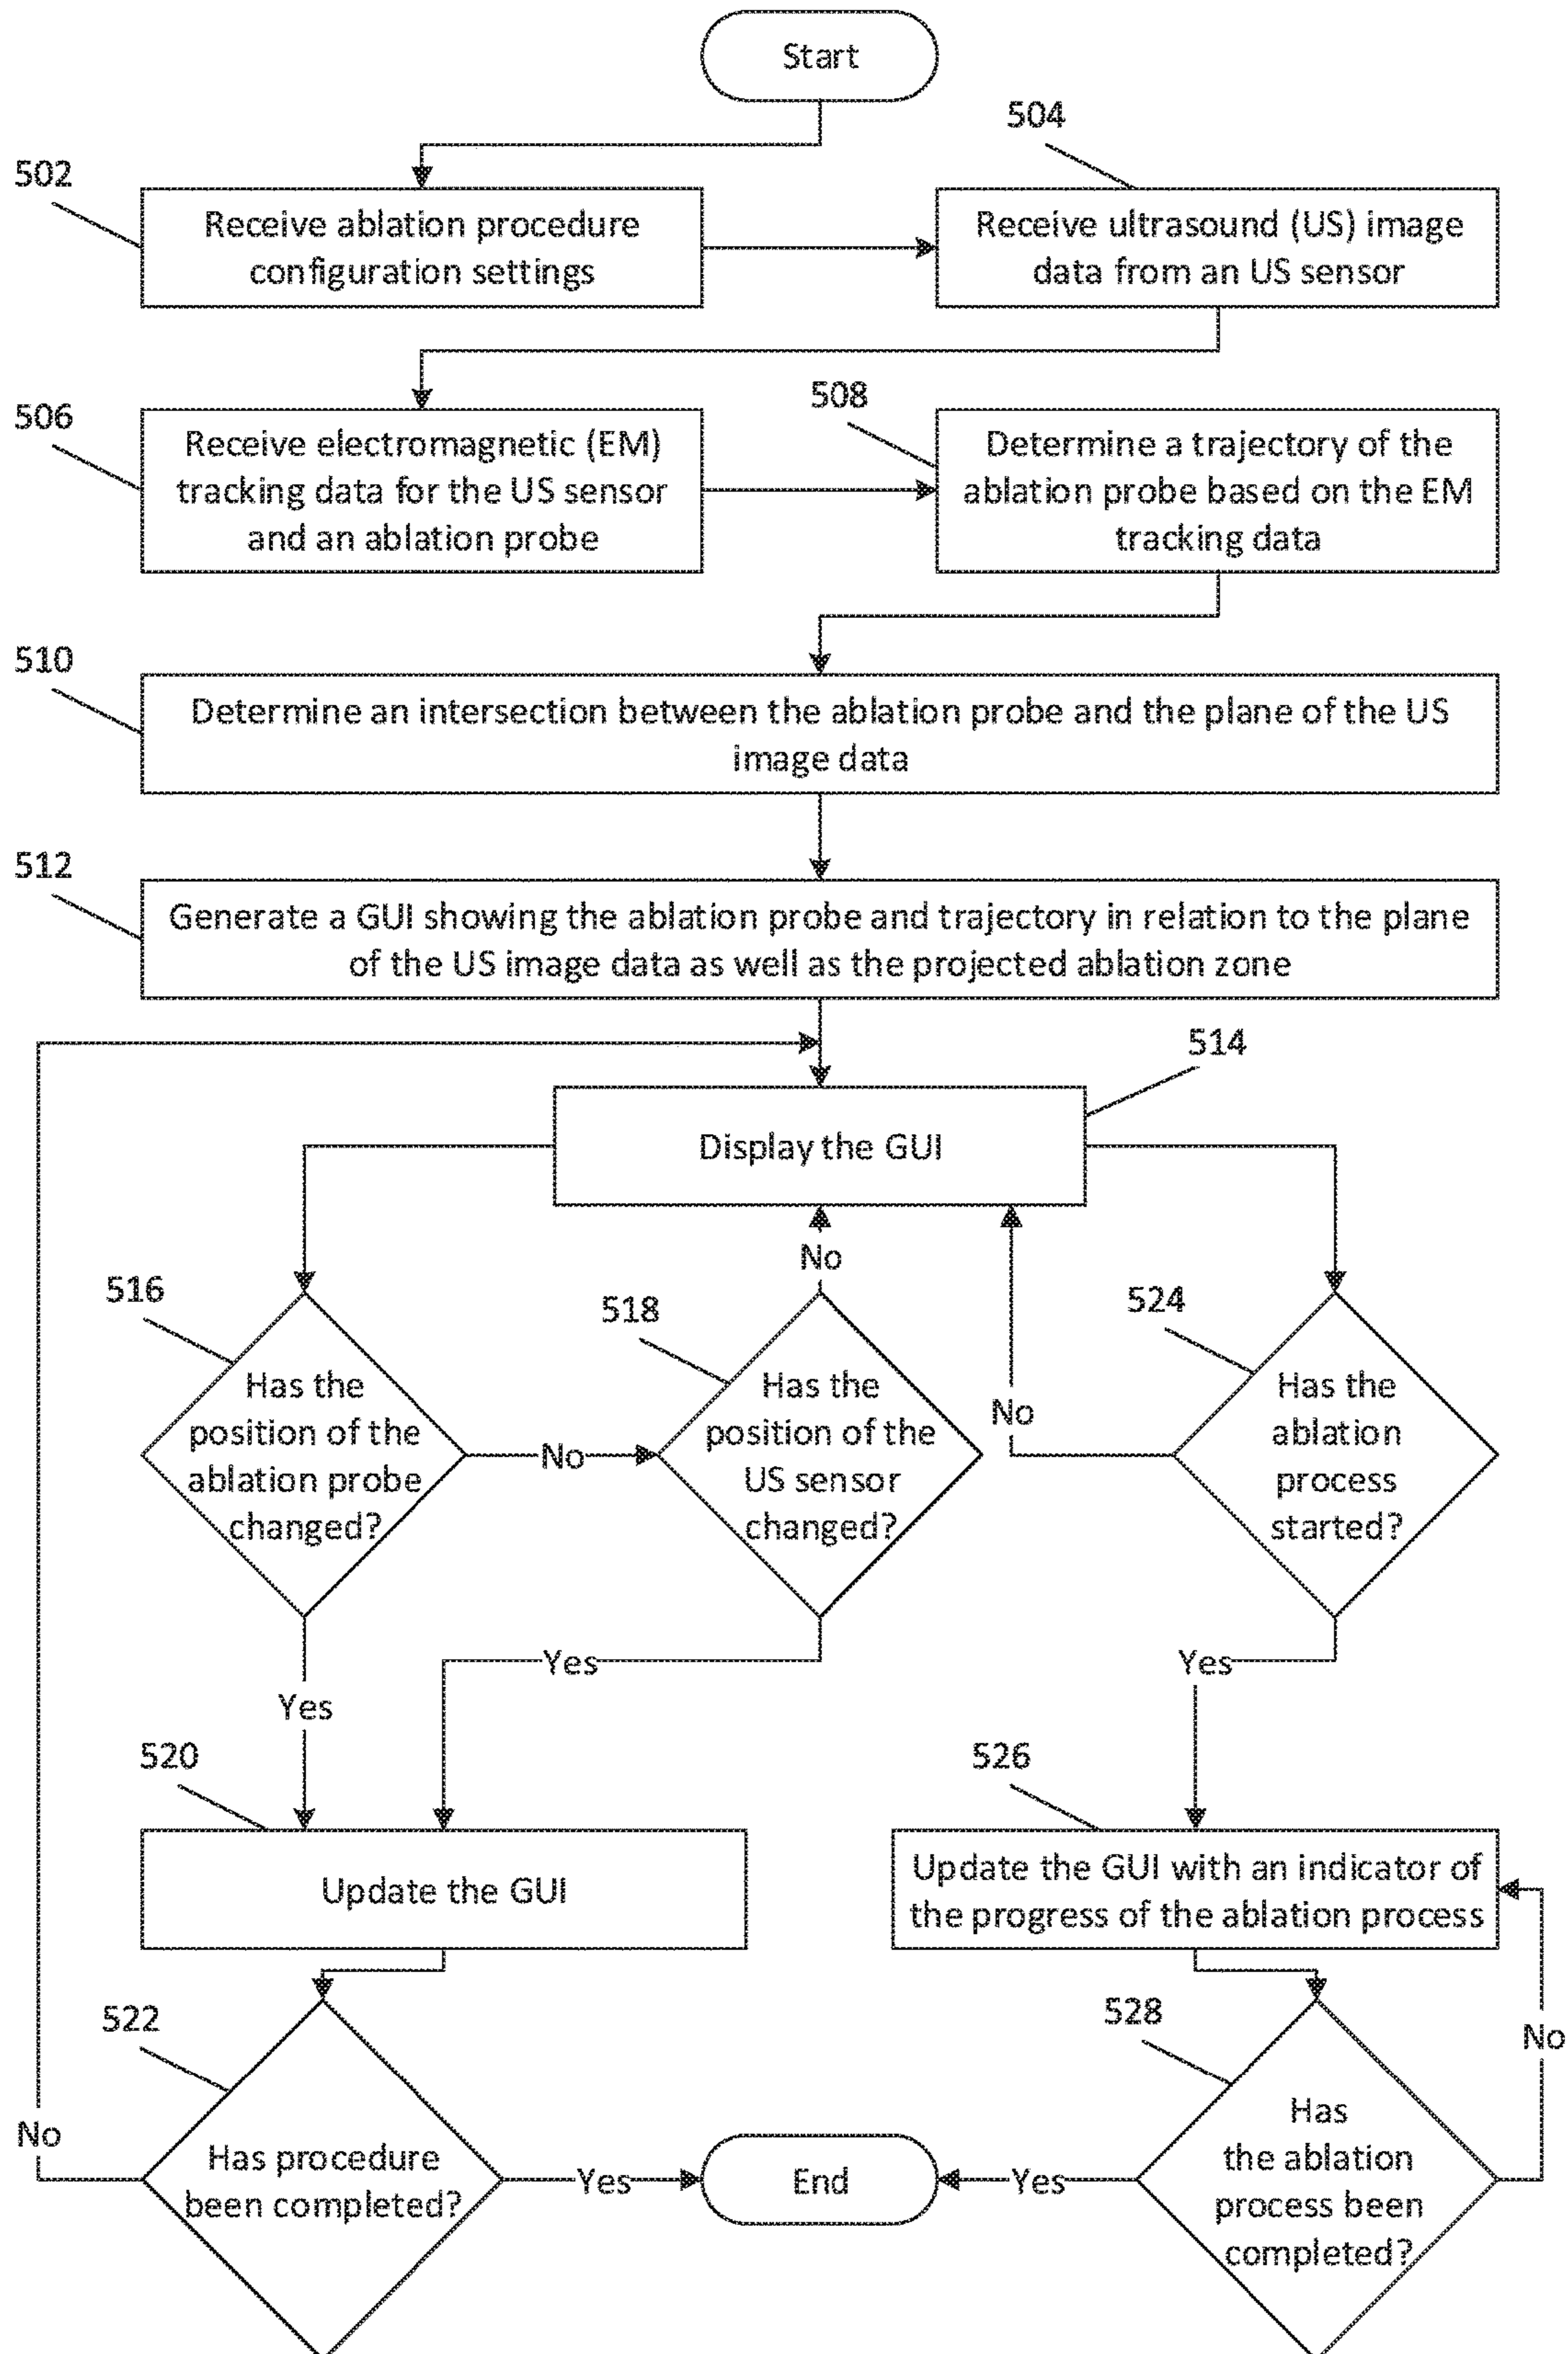 Start
504
502
Receive ablation procedure
configuration settings
Receive ultrasound (US) image
data from an US sensor
508
506
Receive electromagnetic (EM)
tracking data for the US sensor
and an ablation probe
Determine a trajectory of the
ablation probe based on the EM
tracking data
510
Determine an intersection between the ablation probe and the plane of the US
image data
512
Generate a GUI showing the ablation probe and trajectory in relation to the plane
of the US image data as well as the projected ablation zone
514
Display the GUI
No
516
518
524
Has the
position of the
ablation probe
changed?
No
Has the
position of the
US sensor
changed?
No
Has the
ablation
process
started?
Yes
Yes
Yes
520
526
Update the GUI
Update the GUI with an indicator of
the progress of the ablation process
522
528
No
No
Has procedure
been completed?
Yes
End
Yes
Has
the ablation
process been
completed?